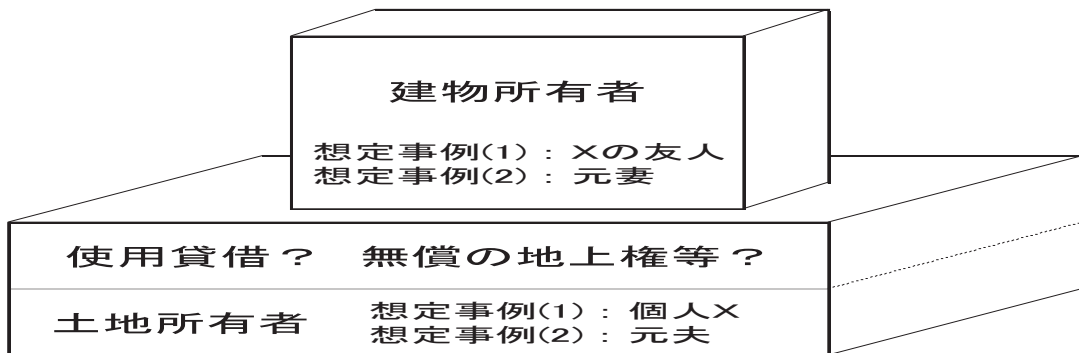 建物所有者
想定事例(1)：Xの友人
想定事例(2)：元妻
使用貸借？　無償の地上権等？
土地所有者
想定事例(1)：個人X
想定事例(2)：元夫